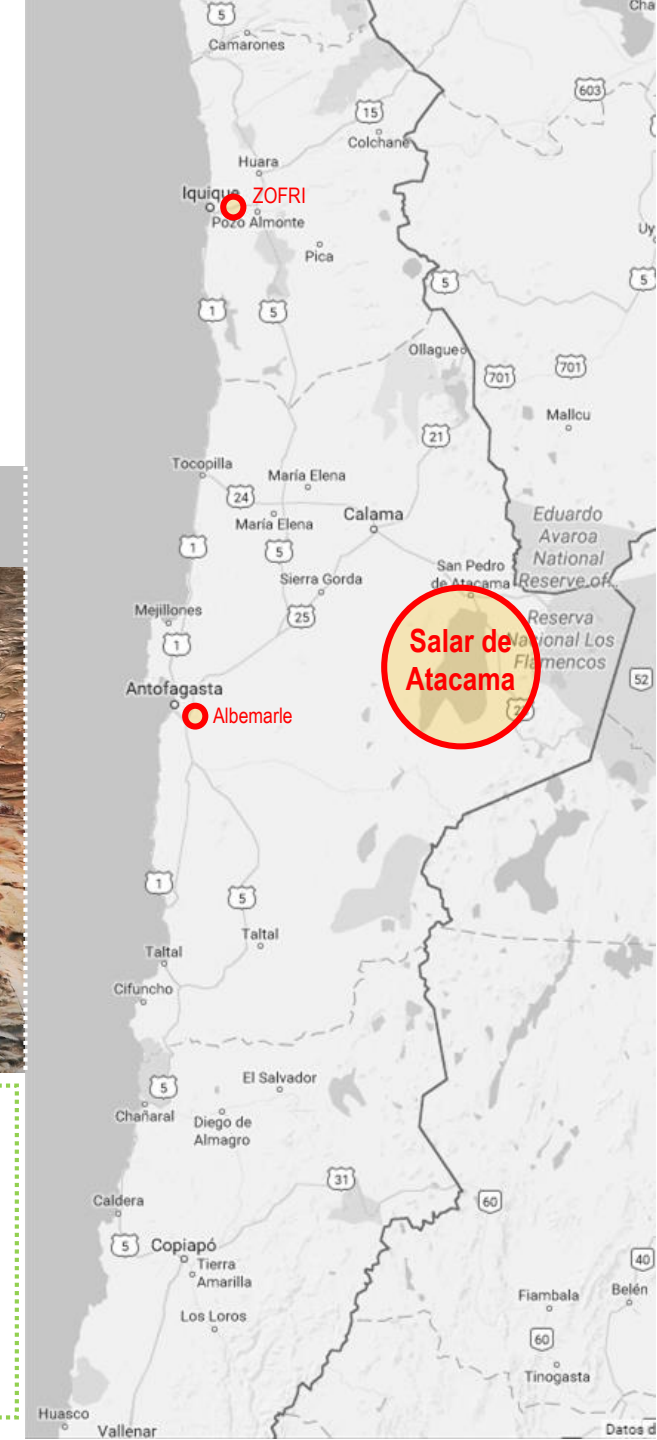 Cha
5
Camarones
603
15
Colchane
Huara
Iquique
ZOFRI
Pozo Almonte
Uy
Pica
5
5
1
5
Ollague
701
701
Mallcu
21
Tocopilla
María Elena
24
Calama
María Elena
Eduardo
Avaroa
National
Reserve of...
1
5
San Pedro
de Atacama
Sierra Gorda
25
Mejillones
Reserva
Nacional Los
Flamencos
1
Salar de
Atacama
52
Antofagasta
Albemarle
1
5
Taltal
Taltal
Cifuncho
El Salvador
5
Chañaral
Diego de
Almagro
31
60
Caldera
5
Copiapó
40
Tierra
Amarilla
Fiambala
Belén
Los Loros
60
Tinogasta
Huasco
Vallenar
Datos d